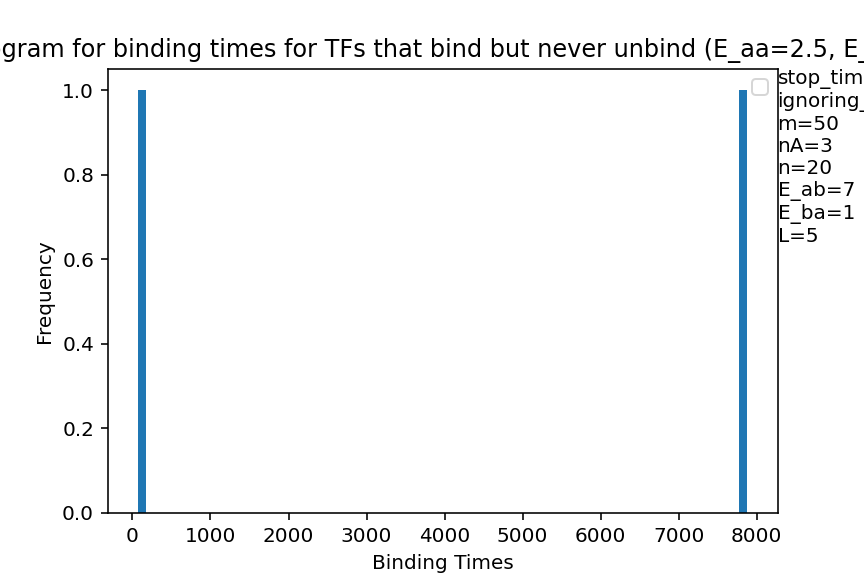 gram for binding times for TFs that bind but never unbind (E_aa=2.5, E_
stop_tim
ignoring_
m=50
nA=3
n=20
E_ab=7
E_ba=1
L=5
1.0
0.8
0.6
0.4
0.2
0.0
Frequency
0 1000 2000 3000 4000 5000 6000 7000 8000
Binding Times